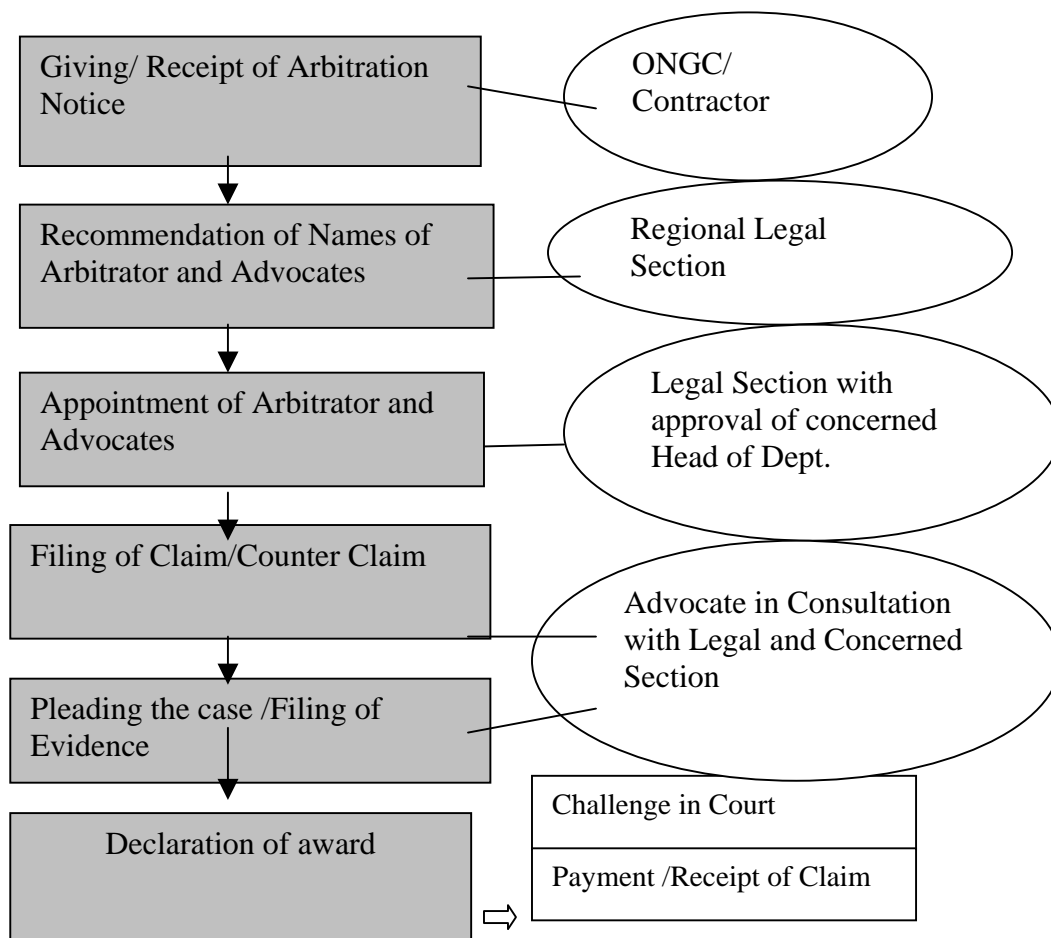 Giving/ Receipt of Arbitration
Notice
ONGC/
Contractor
Recommendation of Names of
Arbitrator and Advocates
Regional Legal
Section
Appointment of Arbitrator and
Advocates
Legal Section with
approval of concerned
Head of Dept.
Filing of Claim/Counter Claim
Advocate in Consultation
with Legal and Concerned
Section
Pleading the case /Filing of
Evidence
Declaration of award
Challenge in Court
Payment /Receipt of Claim